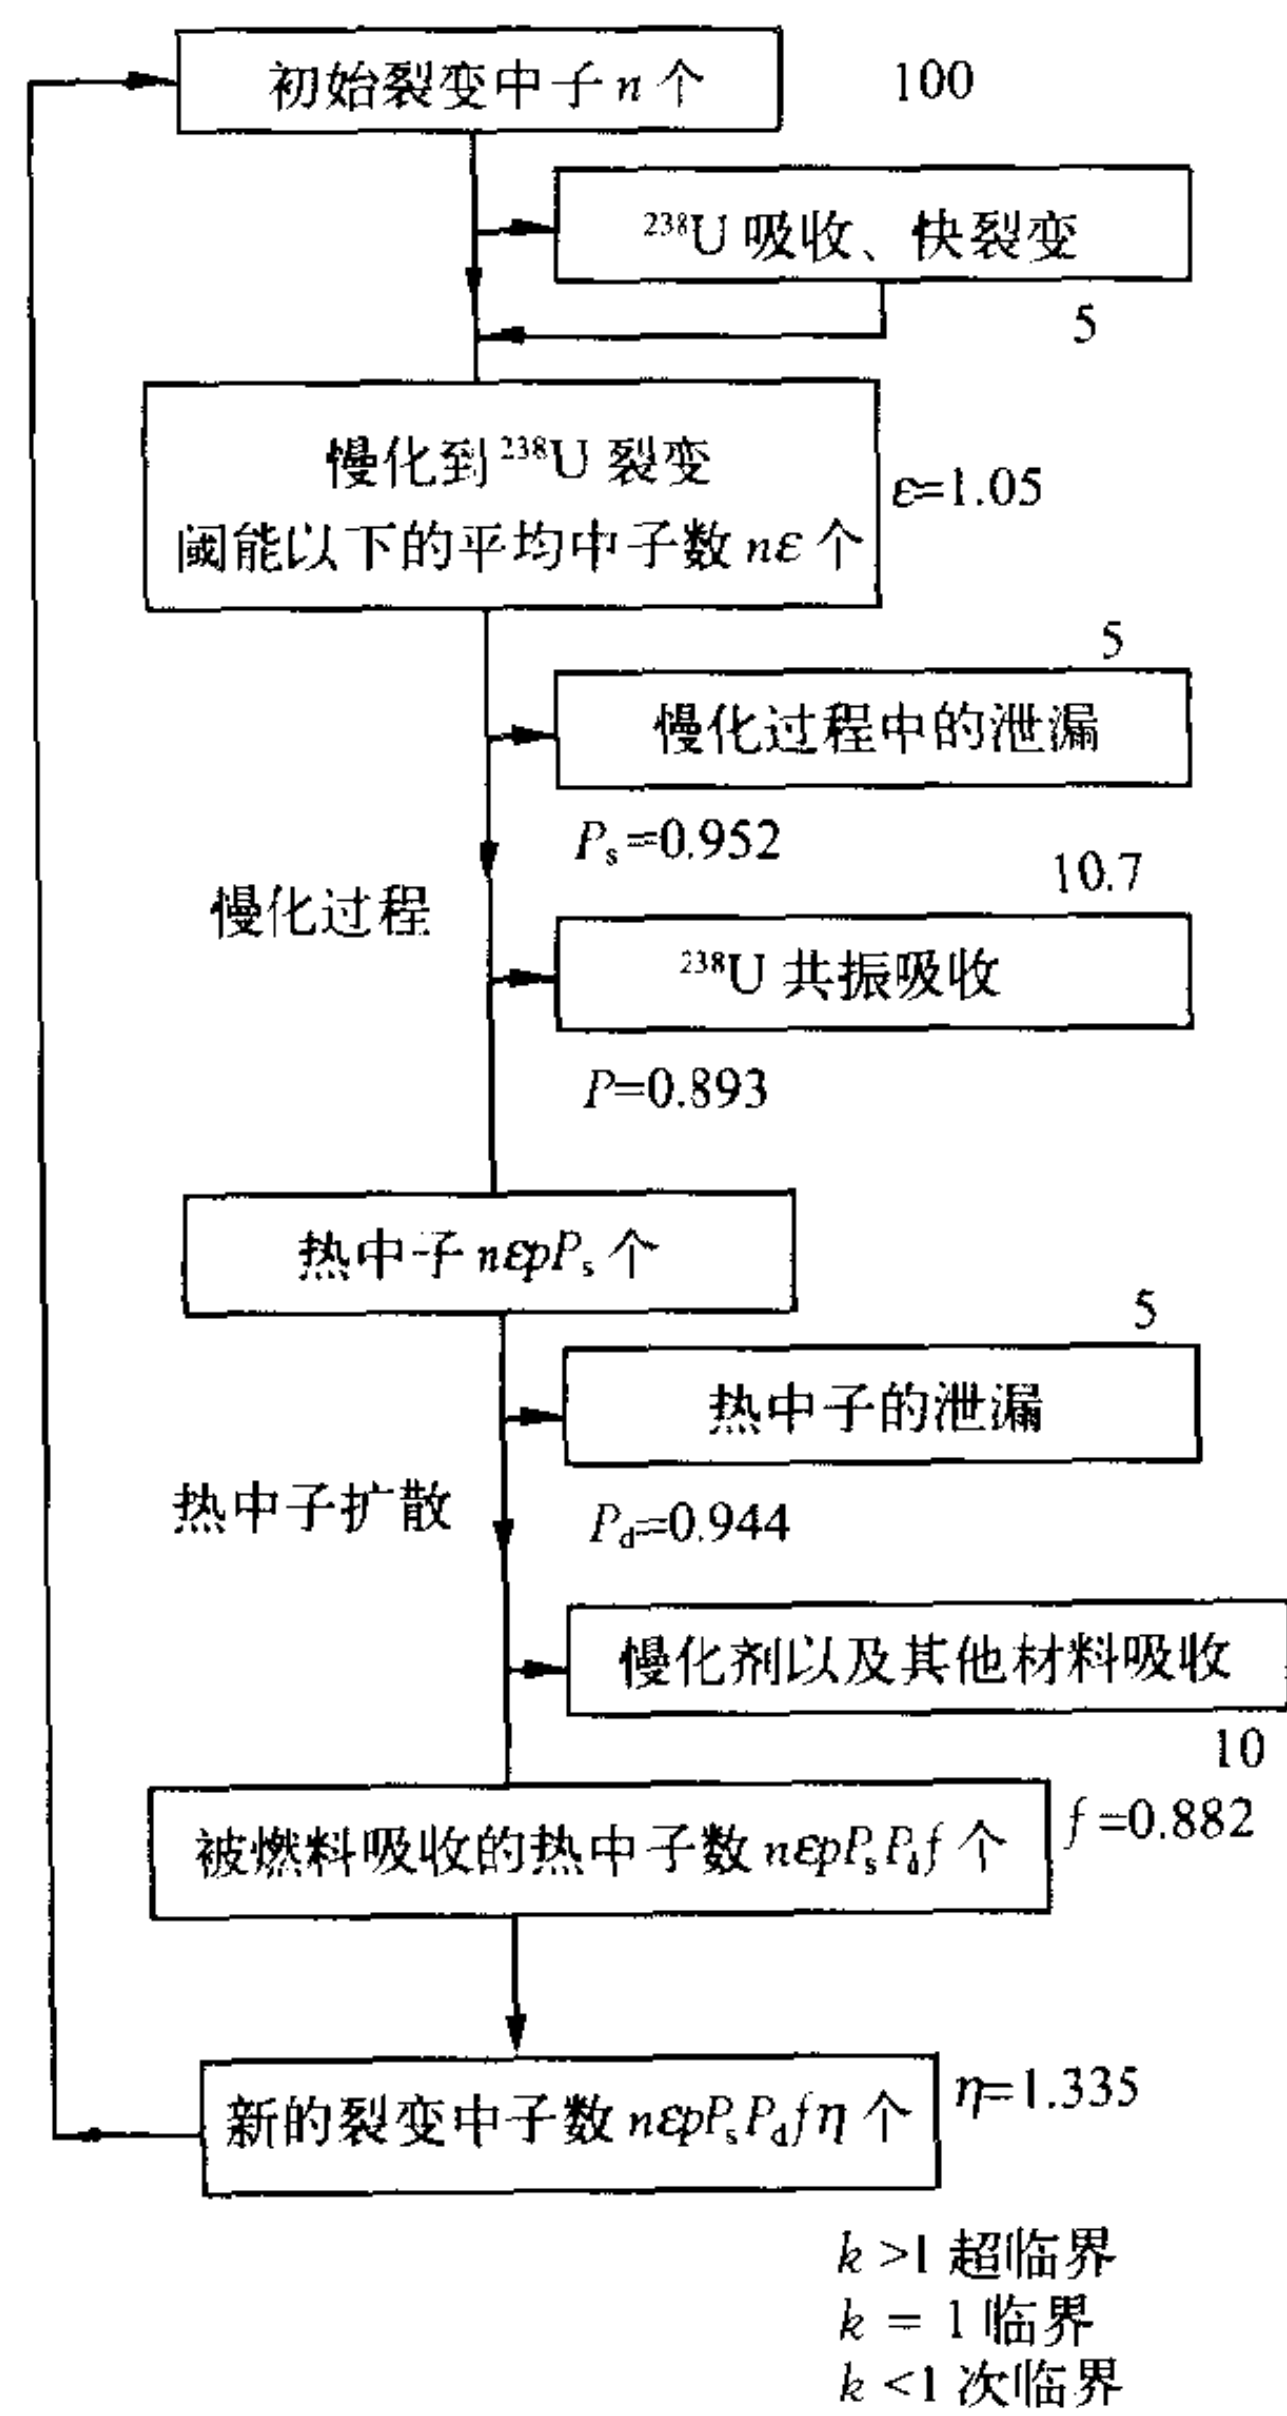 初始裂变中子 n 个
100
²³⁸U 吸收、快裂变
5
慢化到 ²³⁸U 裂变
阈能以下的平均中子数 nε 个
ε=1.05
5
慢化过程中的泄漏
Pₛ=0.952
慢化过程
10.7
²³⁸U 共振吸收
P=0.893
热中子 nεpPₛ 个
5
热中子的泄漏
热中子扩散
P_d=0.944
慢化剂以及其他材料吸收
10
被燃料吸收的热中子数 nεpPₛP_d f 个
f=0.882
新的裂变中子数 nεpPₛP_d fη 个
η=1.335
k >1 超临界
k = 1 临界
k <1 次临界